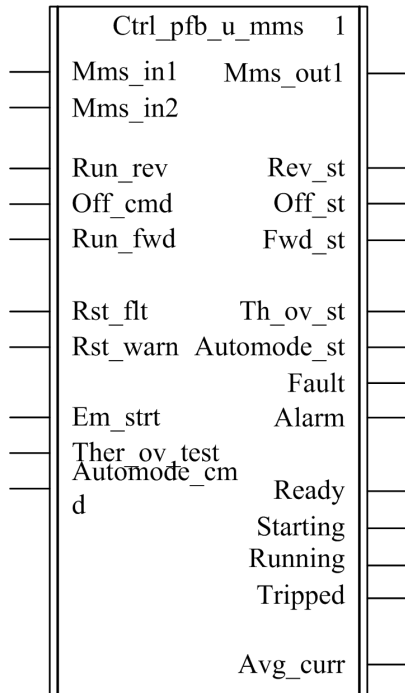 Ctrl_pfb_u_mms 1
Mms_in1 Mms_out1
Mms_in2
Run_rev Rev_st
Off_cmd Off_st
Run_fwd Fwd_st
Rst_flt Th_ov_st
Rst_warn Automode_st
Fault
Em_strt Alarm
Ther_ov_test
Automode_cm
d
Ready
Starting
Running
Tripped
Avg_curr